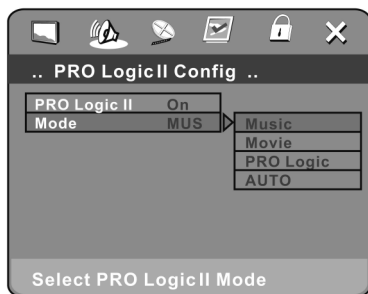 .. PRO Logic II Config ..
PRO Logic II On
Mode MUS
Music
Movie
PRO Logic
AUTO
Select PRO Logic II Mode